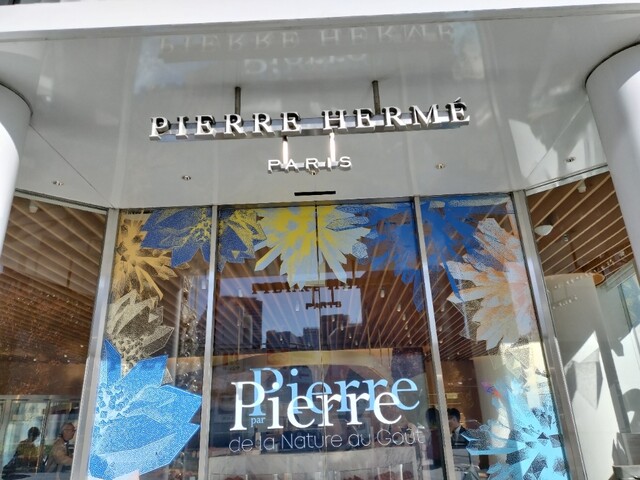 PIERRE HERMÉ
PARIS
Pierre
par
Pierre
de la Nature au Goût